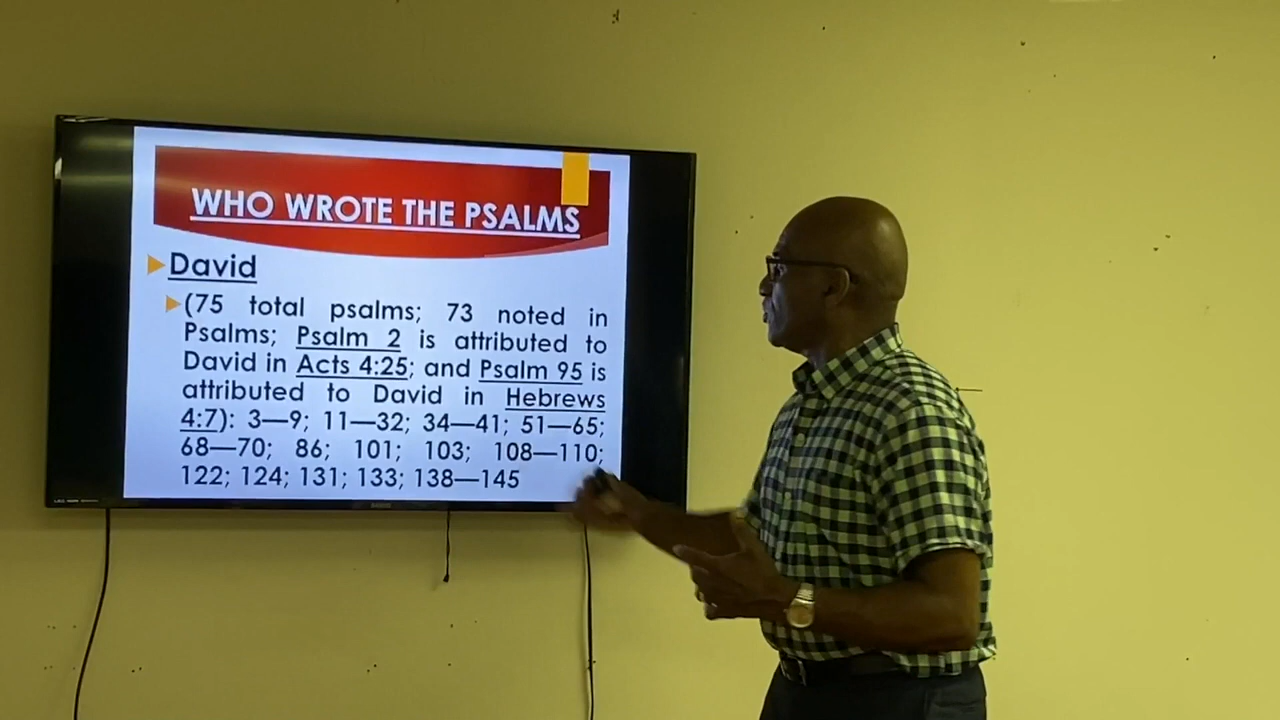 WHO WROTE THE PSALMS
David
(75 total psalms; 73 noted in
Psalms; Psalm 2 is attributed to
David in Acts 4:25; and Psalm 95 is
attributed to David in Hebrews
4:7): 3—9; 11—32; 34—41; 51—65;
68—70; 86; 101; 103; 108—110;
122; 124; 131; 133; 138—145